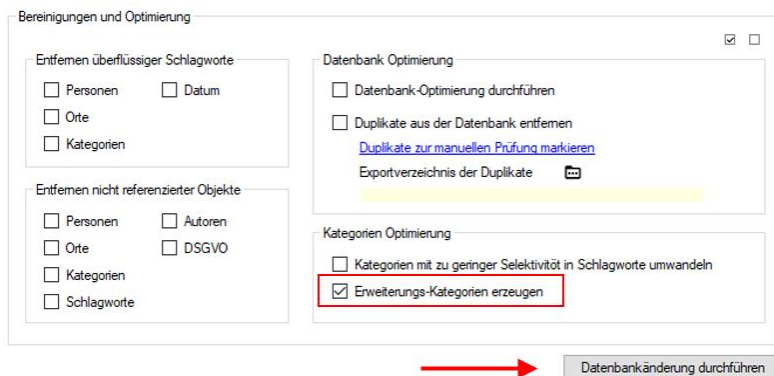 Bereinigungen und Optimierung
Entfernen überflüssiger Schlagworte
Personen
Datum
Orte
Kategorien
Entfernen nicht referenzierter Objekte
Personen
Autoren
Orte
DSGVO
Kategorien
Schlagworte
Datenbank Optimierung
Datenbank-Optimierung durchführen
Duplikate aus der Datenbank entfernen
Duplikate zur manuellen Prüfung markieren
Exportverzeichnis der Duplikate
Kategorien Optimierung
Kategorien mit zu geringer Selektivitöt in Schlagworte umwandeln
Erweiterungs-Kategorien erzeugen
Datenbankänderung durchführen